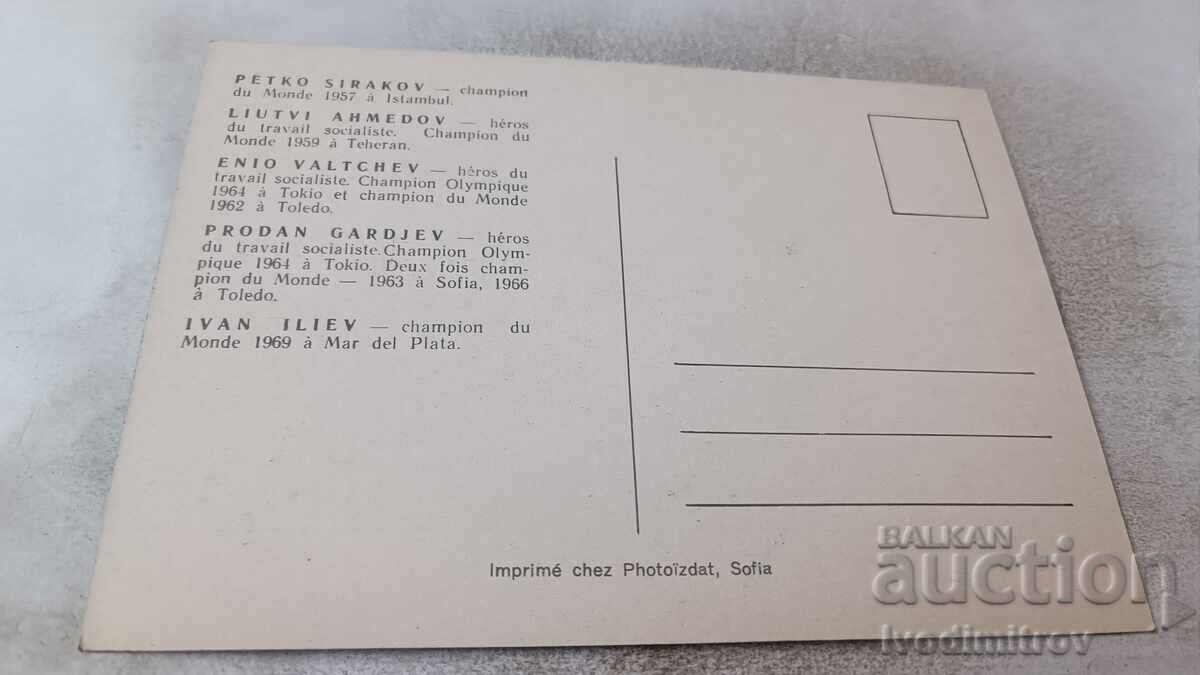 PETKO SIRAKOV — champion
du Monde 1957 à Istambul.
LIUTVI AHMEDOV — héros
du travail socialiste. Champion du
Monde 1959 à Teheran.
ENIO VALTCHEV — héros du
travail socialiste. Champion Olympique
1964 à Tokio et champion du Monde
1962 à Toledo.
PRODAN GARDJEV — héros
du travail socialiste. Champion Olym-
pique 1964 à Tokio. Deux fois cham-
pion du Monde — 1963 à Sofia, 1966
à Toledo.
IVAN ILIEV — champion du
Monde 1969 à Mar del Plata.
Imprimé chez Photoïzdat, Sofia
BALKAN
auction
Ivodimitrov